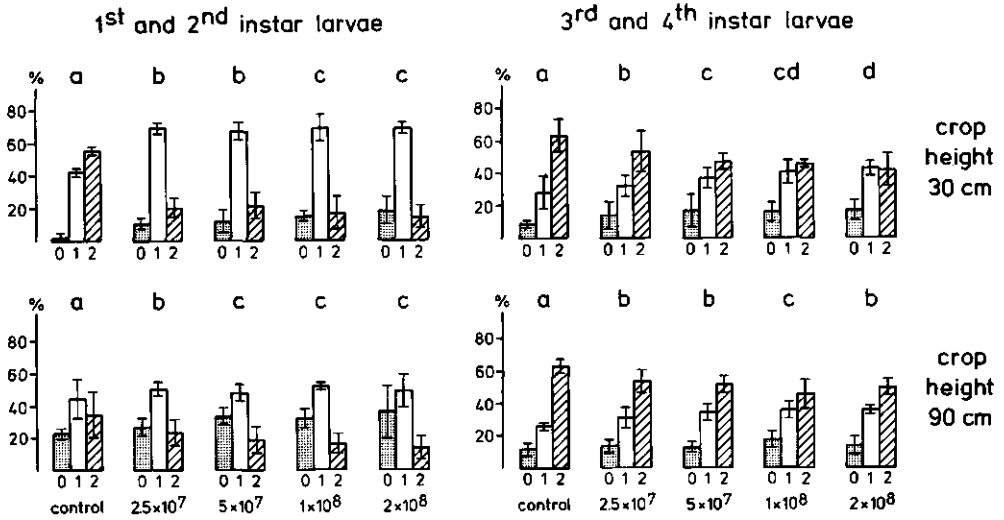 1st and 2nd instar larvae 3rd and 4th instar larvae
% a b b c c % a b c cd d
80 80
60 60
40 40
20 20
0 1 2 0 1 2 0 1 2 0 1 2 0 1 2 0 1 2 0 1 2 0 1 2 0 1 2 0 1 2
crop
height
30 cm
% a b c c c % a b b c b
80 80
60 60
40 40
20 20
0 1 2 0 1 2 0 1 2 0 1 2 0 1 2 0 1 2 0 1 2 0 1 2 0 1 2 0 1 2
crop
height
90 cm
control 2.5×10⁷ 5×10⁷ 1×10⁸ 2×10⁸ control 2.5×10⁷ 5×10⁷ 1×10⁸ 2×10⁸